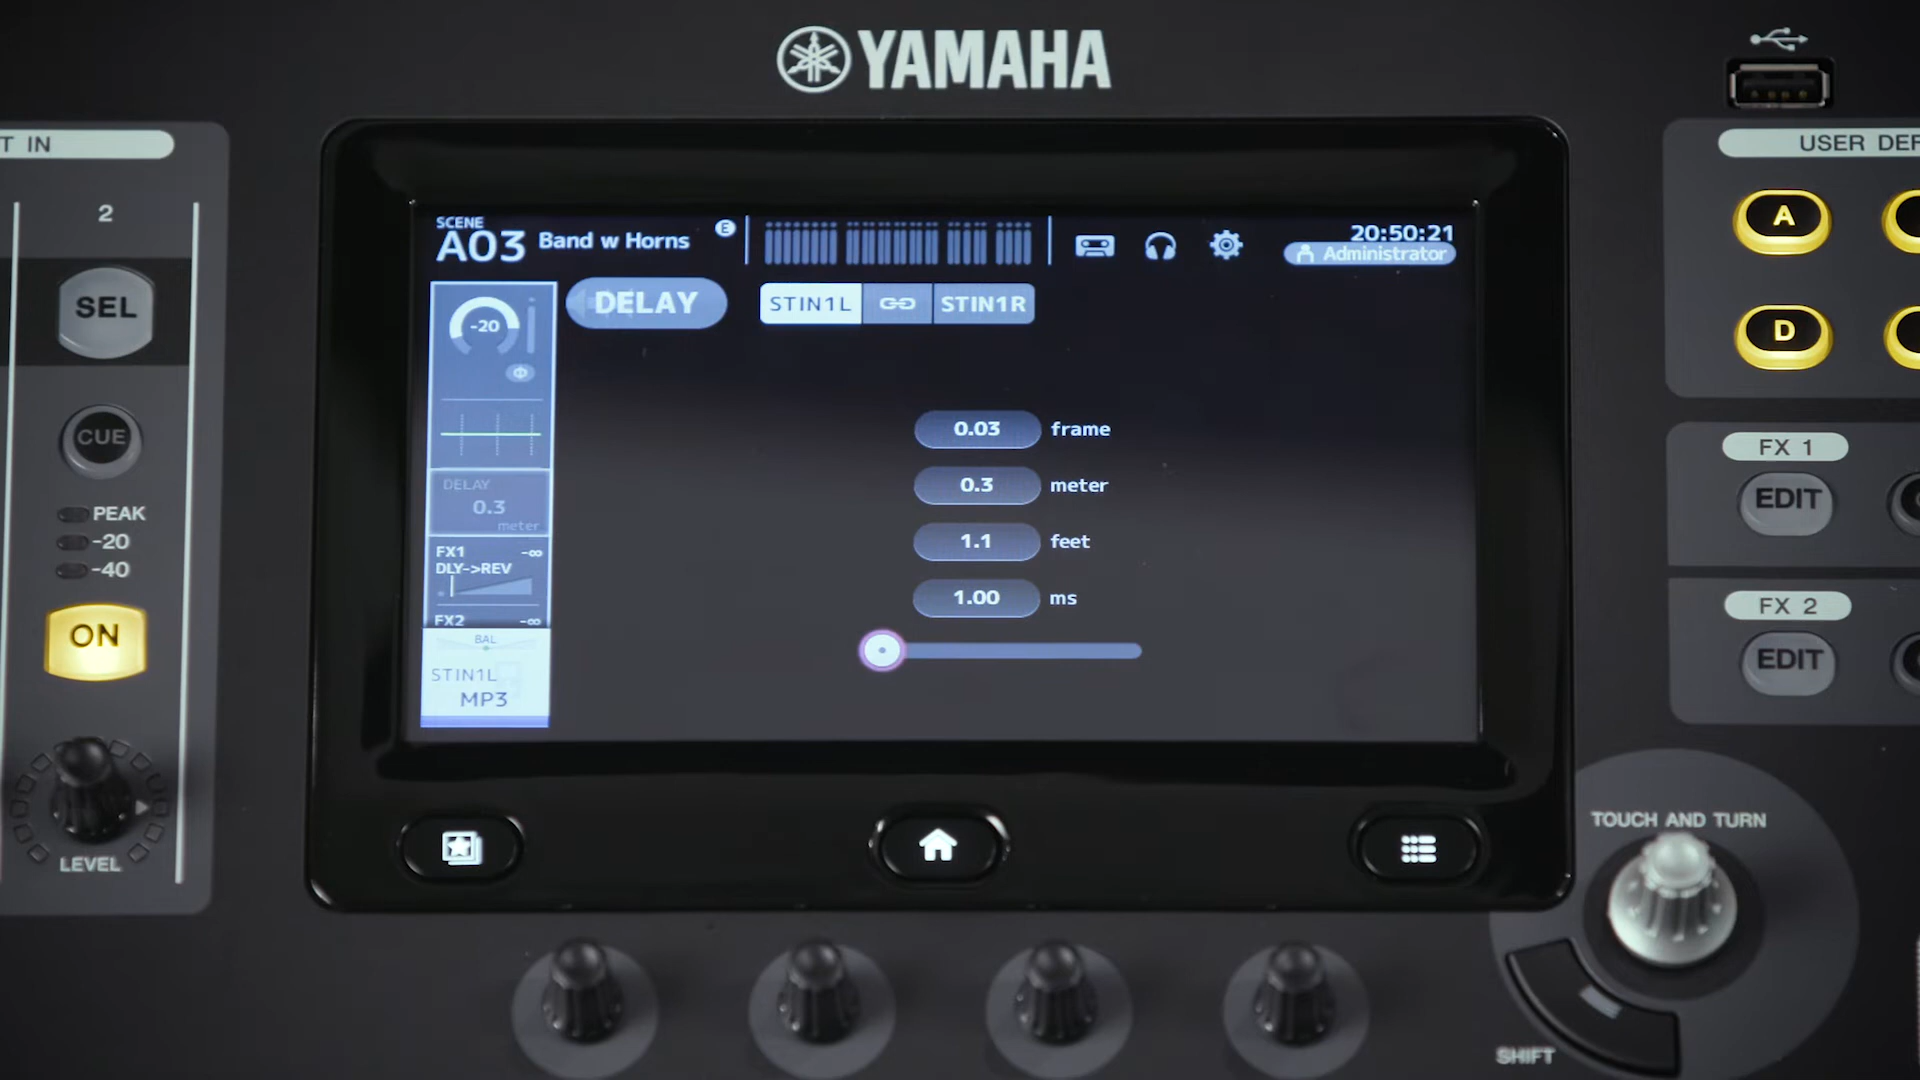 YAMAHA
T IN
2
SEL
CUE
PEAK
-20
-40
ON
LEVEL
SCENE
A03 Band w Horns E
20:50:21
Administrator
-20
Φ
DELAY
0.3
meter
FX1 -∞
DLY->REV
FX2 -∞
BAL
STIN1L
MP3
DELAY
STIN1L STIN1R
0.03 frame
0.3 meter
1.1 feet
1.00 ms
USER DEF
A
D
FX 1
EDIT
FX 2
EDIT
TOUCH AND TURN
SHIFT